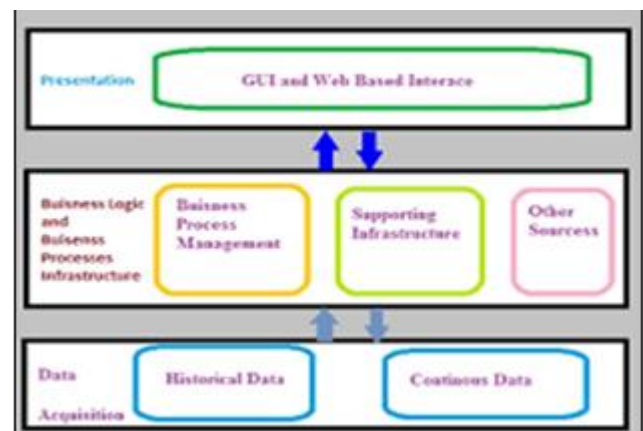 Presentation
GUI and Web Based Interace
Buisness Logic
and
Buisenss
Processes
Infrastructure
Buisness
Process
Management
Supporting
Infrastructure
Other
Sourcess
Data
Acquisition
Historical Data
Continous Data